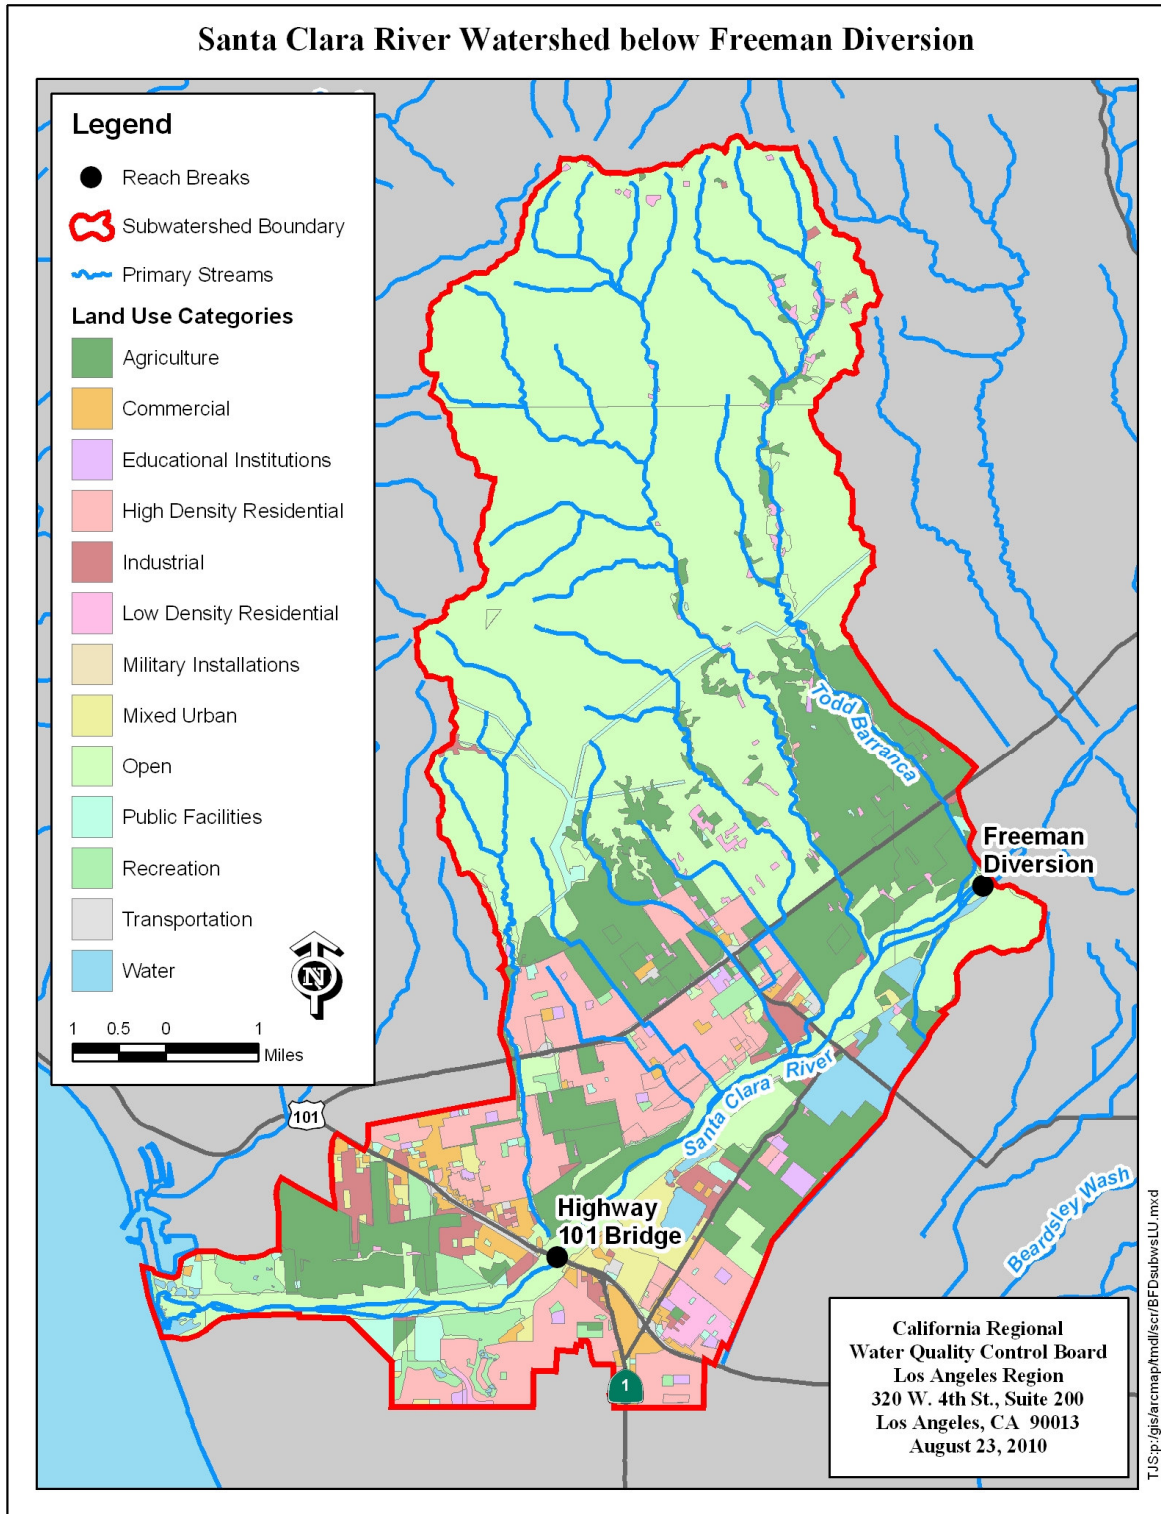 Santa Clara River Watershed below Freeman Diversion
Legend
Reach Breaks
Subwatershed Boundary
Primary Streams
Land Use Categories
Agriculture
Commercial
Educational Institutions
High Density Residential
Industrial
Low Density Residential
Military Installations
Mixed Urban
Open
Public Facilities
Recreation
Transportation
Water
N
1 0.5 0 1
Miles
Todd Barranca
Freeman
Diversion
Santa Clara River
101
Highway
101 Bridge
Beardsley Wash
1
California Regional
Water Quality Control Board
Los Angeles Region
320 W. 4th St., Suite 200
Los Angeles, CA 90013
August 23, 2010
TJS:p:/gis/arcmap/tmdl/scr/BFDsubwsLU.mxd